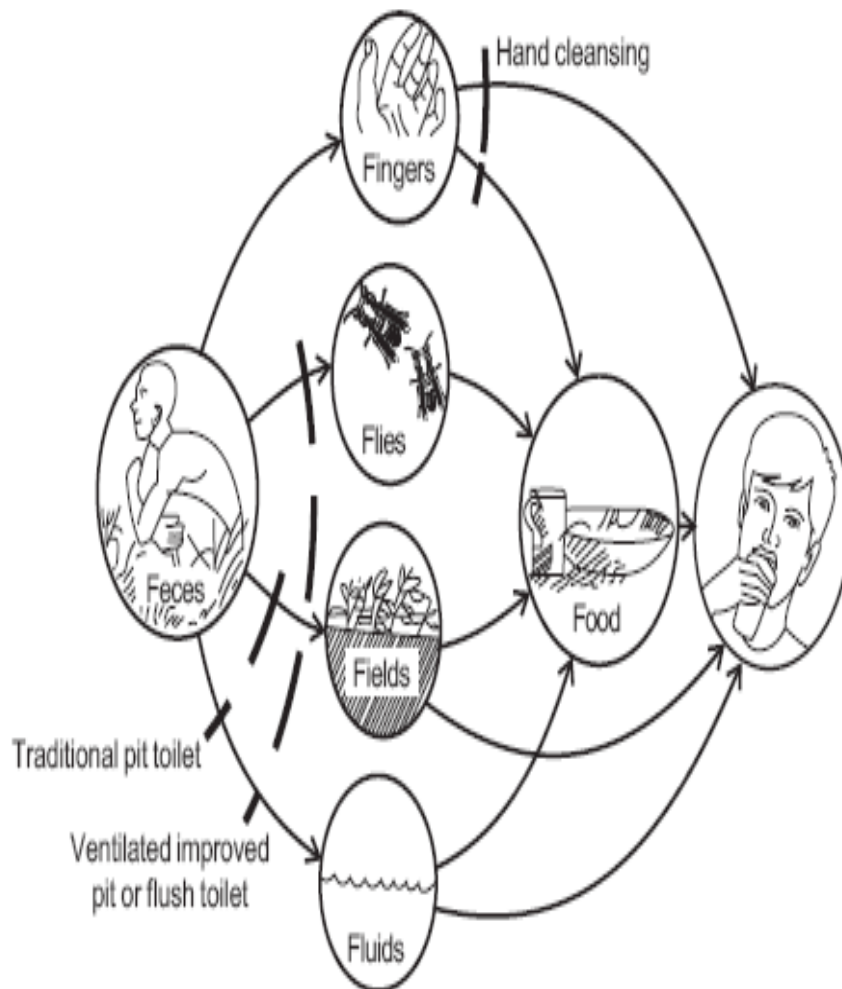 Hand cleansing
Fingers
Flies
Feces
Food
Fields
Traditional pit toilet
Ventilated improved
pit or flush toilet
Fluids